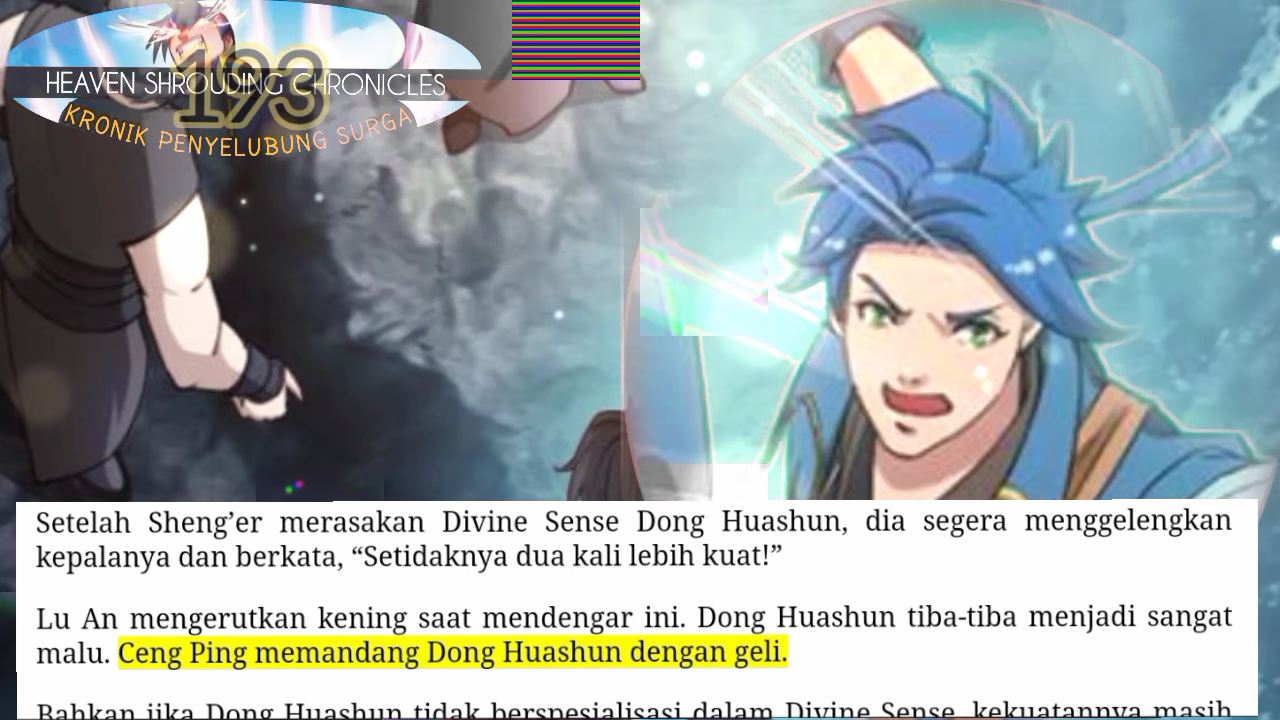 193
HEAVEN SHROUDING CHRONICLES
KRONIK PENYELUBUNG SURGA...
Setelah Sheng’er merasakan Divine Sense Dong Huashun, dia segera menggelengkan
kepalanya dan berkata, “Setidaknya dua kali lebih kuat!”
Lu An mengerutkan kening saat mendengar ini. Dong Huashun tiba-tiba menjadi sangat
malu. Ceng Ping memandang Dong Huashun dengan geli.
Bahkan jika Dong Huashun tidak berspesialisasi dalam Divine Sense, kekuatannya masih